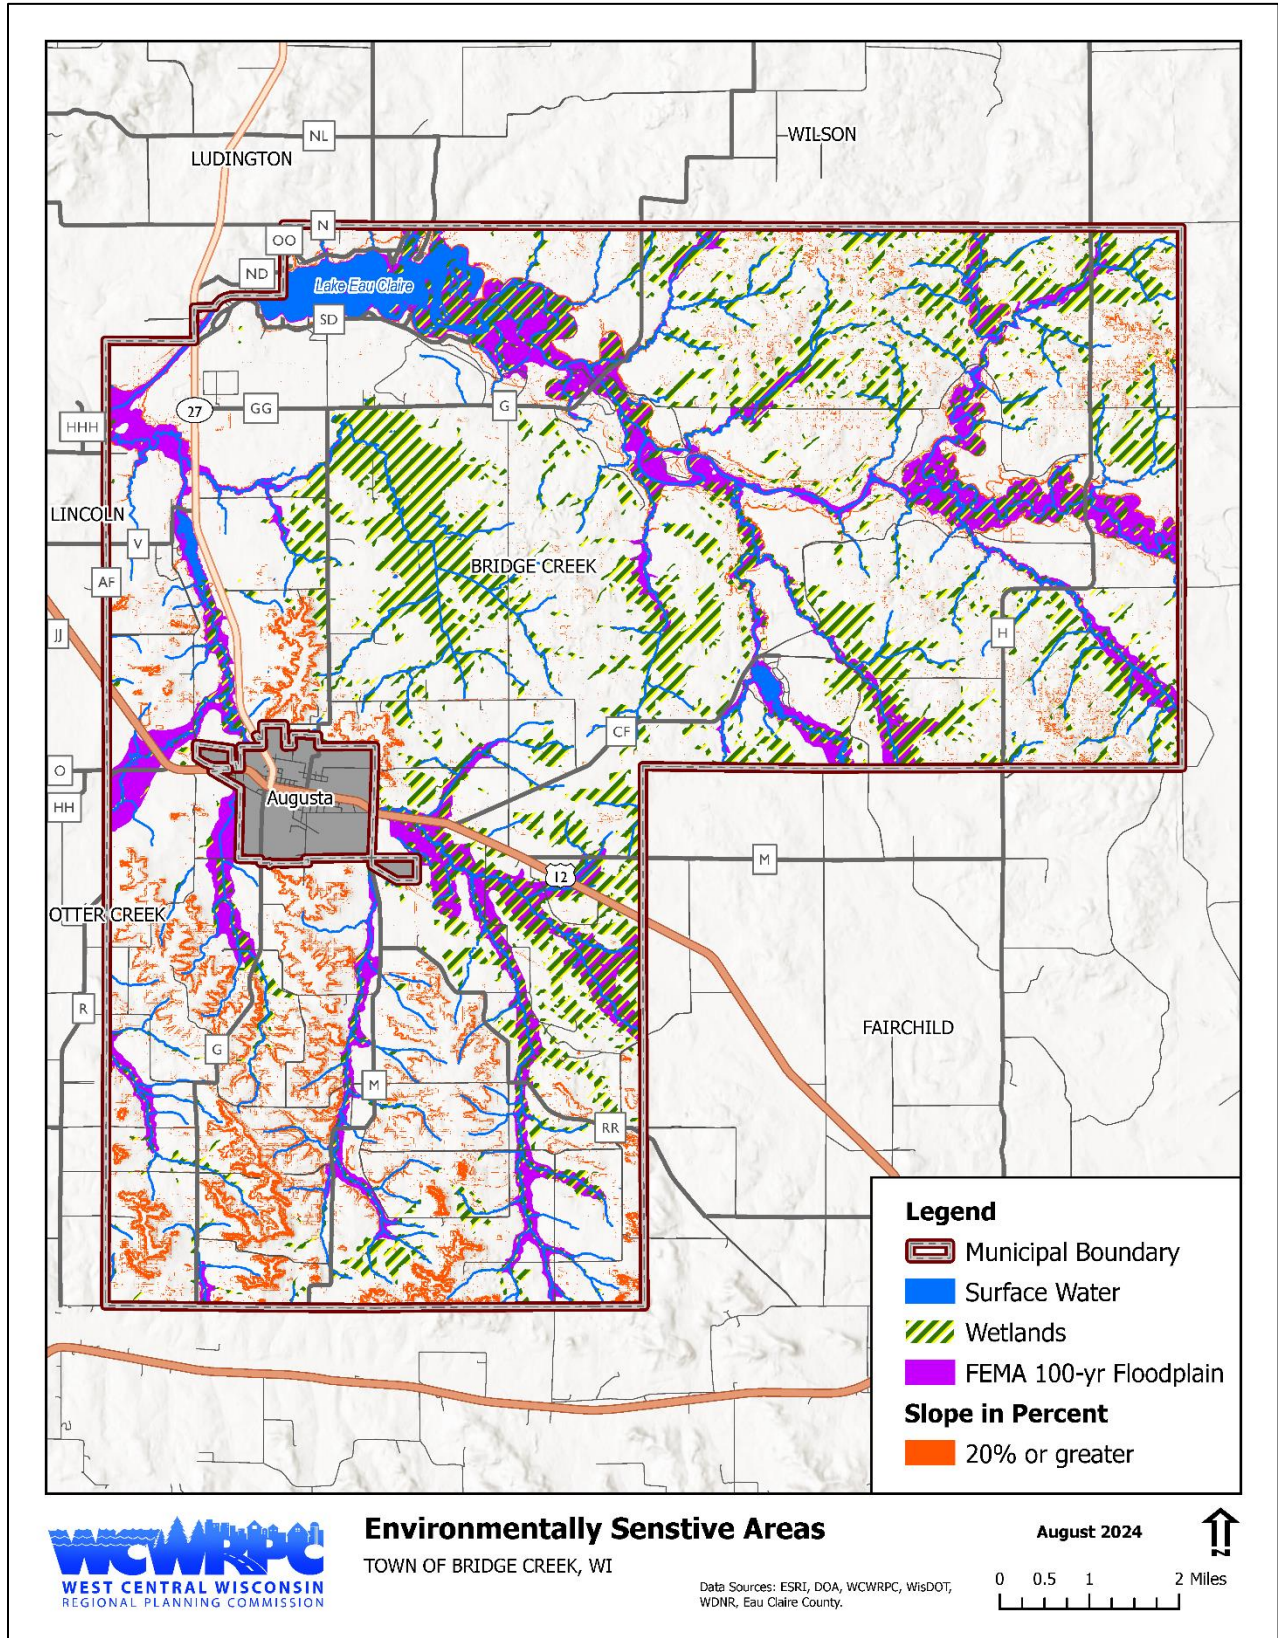 NL
LUDINGTON
WILSON
N
OO
ND
Lake Eau Claire
SD
27
GG
G
HHH
LINCOLN
V
BRIDGE CREEK
AF
JJ
H
CF
O
HH
Augusta
M
12
OTTER CREEK
R
G
FAIRCHILD
M
RR
Legend
Municipal Boundary
Surface Water
Wetlands
FEMA 100-yr Floodplain
Slope in Percent
20% or greater
WCWRPC
WEST CENTRAL WISCONSIN
REGIONAL PLANNING COMMISSION
Environmentally Senstive Areas
TOWN OF BRIDGE CREEK, WI
Data Sources: ESRI, DOA, WCWRPC, WisDOT,
WDNR, Eau Claire County.
August 2024
N
0 0.5 1 2 Miles